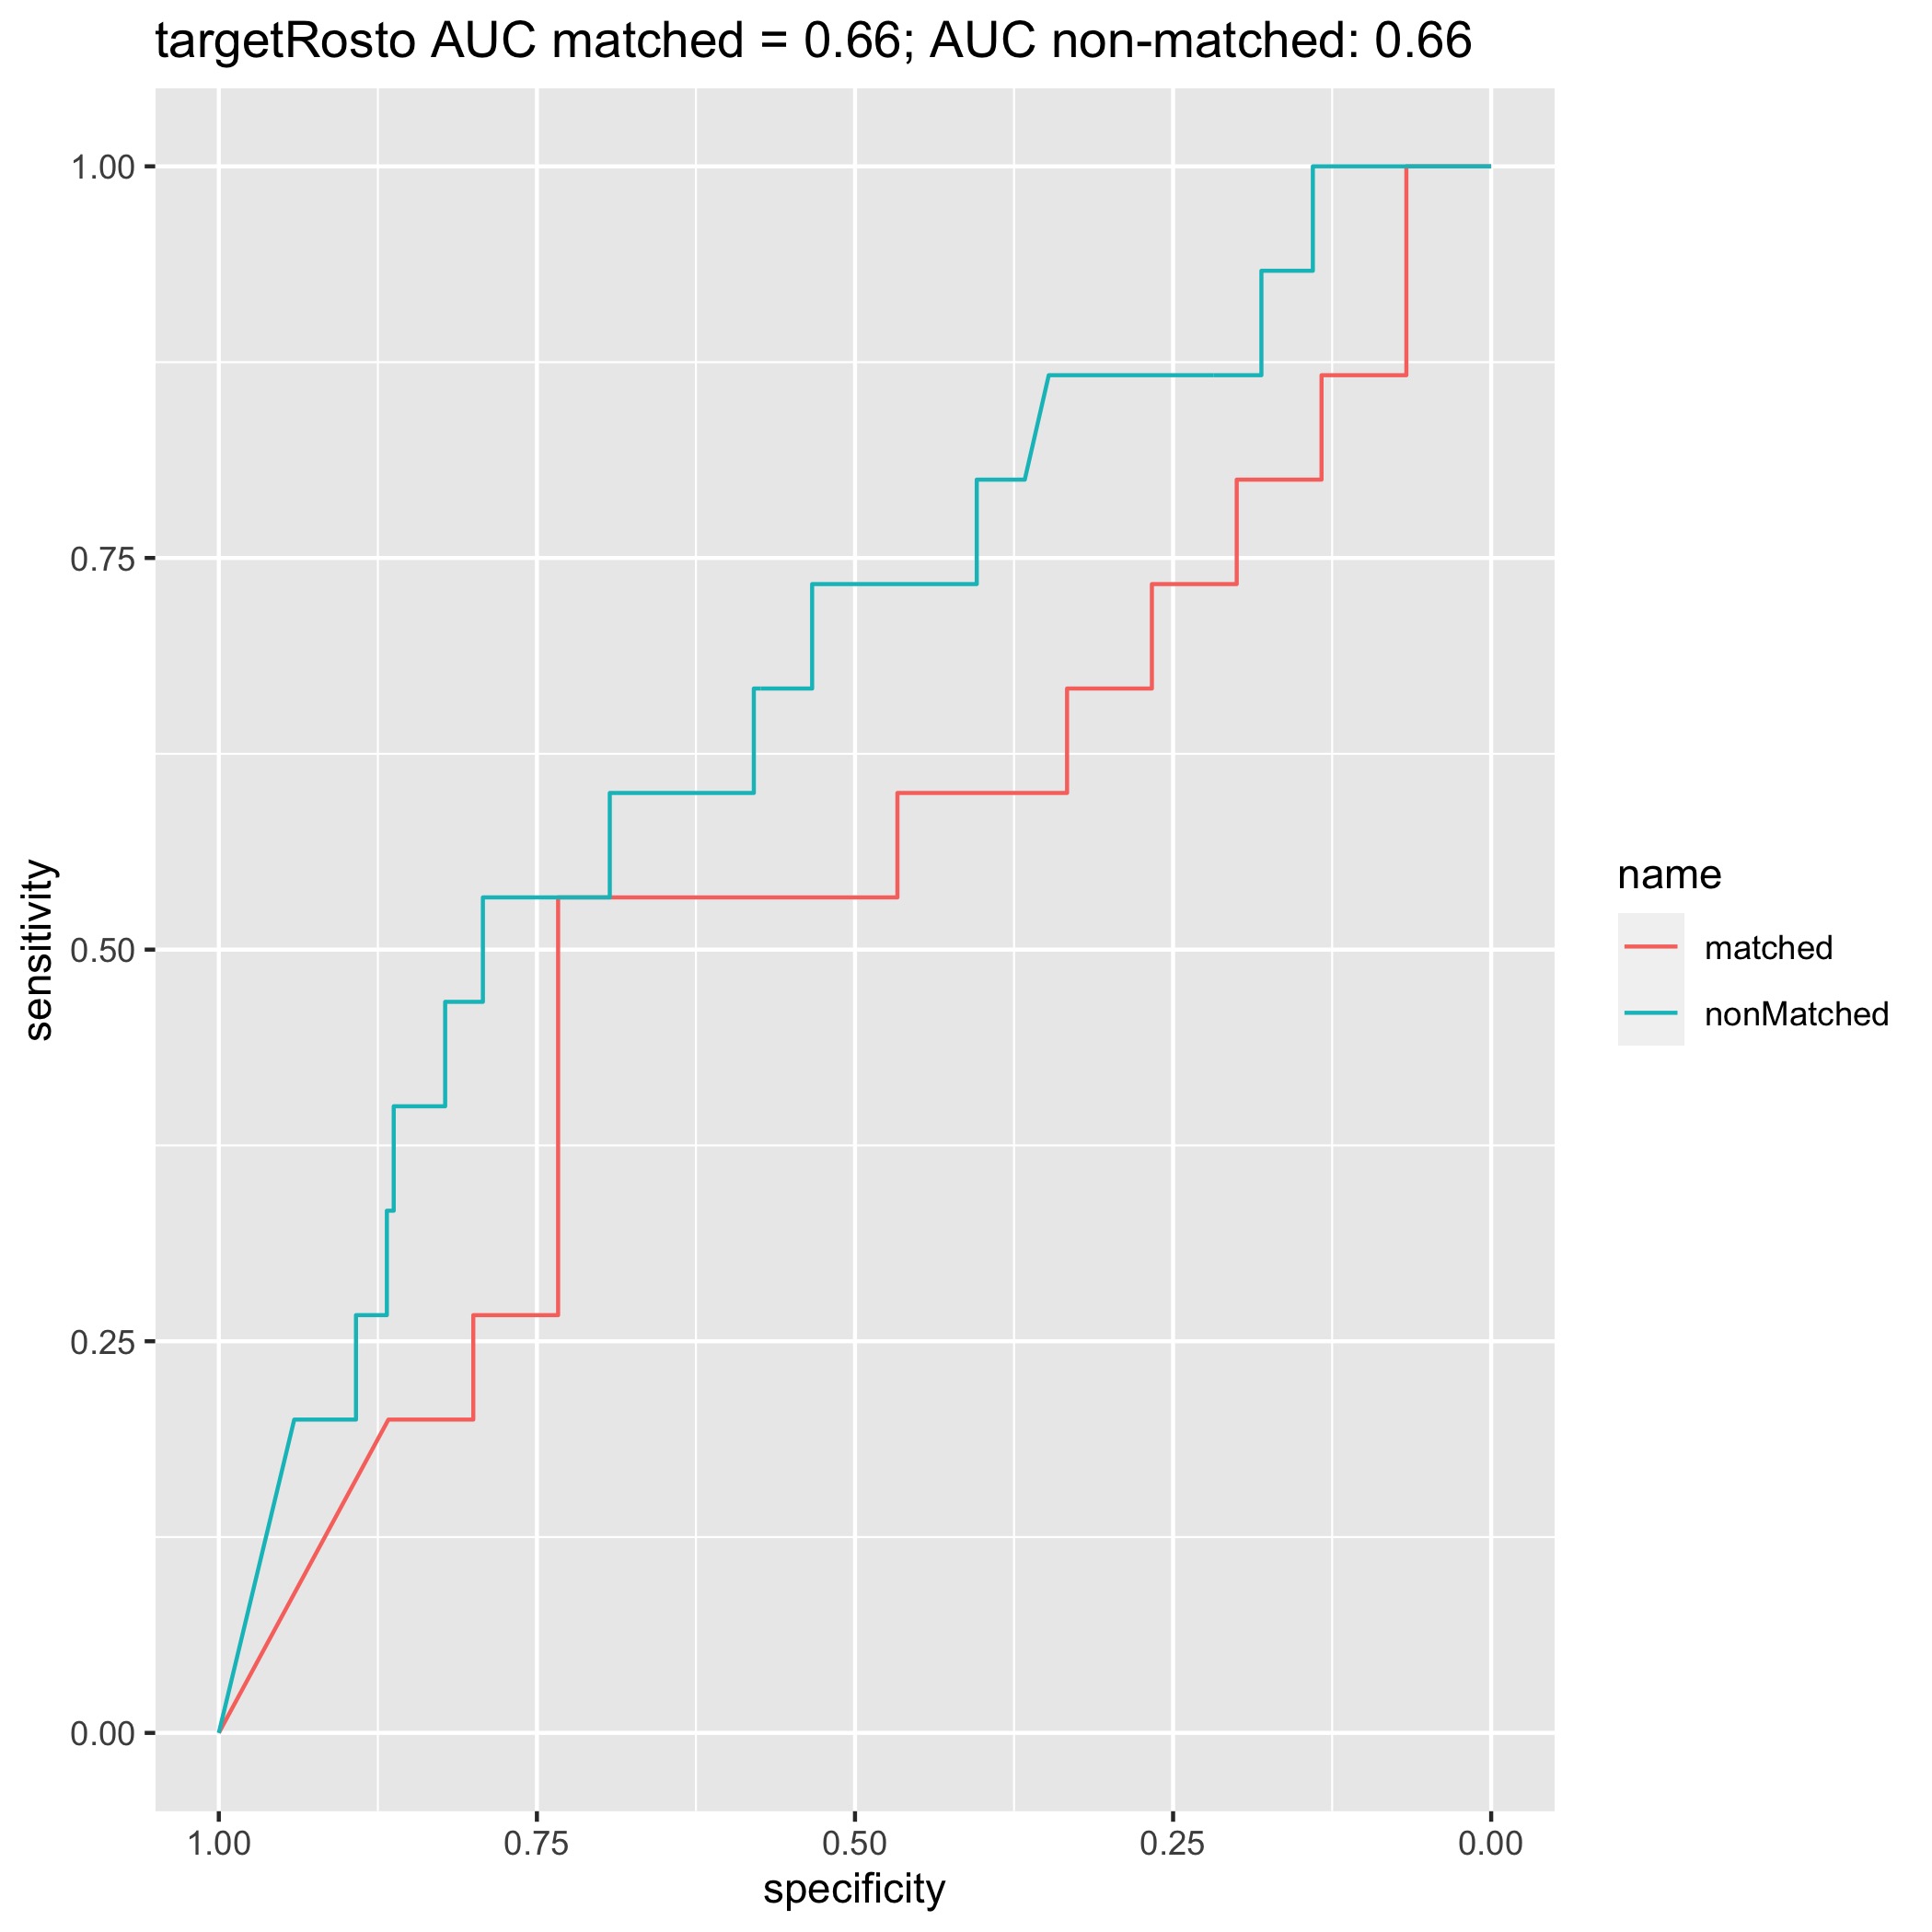 targetRosto AUC matched = 0.66; AUC non-matched: 0.66
1.00
0.75
0.50
0.25
0.00
sensitivity
1.00 0.75 0.50 0.25 0.00
specificity
name
matched
nonMatched